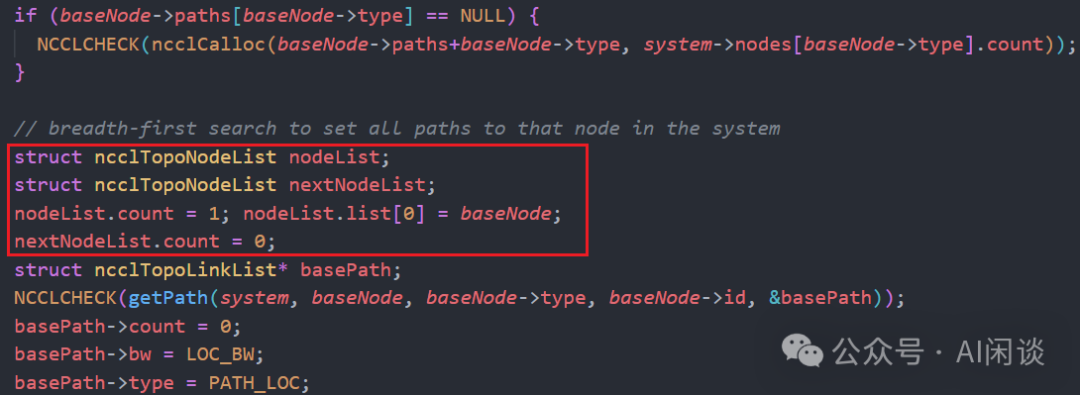 if (baseNode->paths[baseNode->type] == NULL) {
  NCCLCHECK(ncclCalloc(baseNode->paths+baseNode->type, system->nodes[baseNode->type].count));
}
// breadth-first search to set all paths to that node in the system
struct ncclTopoNodeList nodeList;
struct ncclTopoNodeList nextNodeList;
nodeList.count = 1; nodeList.list[0] = baseNode;
nextNodeList.count = 0;
struct ncclTopoLinkList* basePath;
NCCLCHECK(getPath(system, baseNode, baseNode->type, baseNode->id, &basePath));
basePath->count = 0;
basePath->bw = LOC_BW;
basePath->type = PATH_LOC;
公众号 · AI闲谈